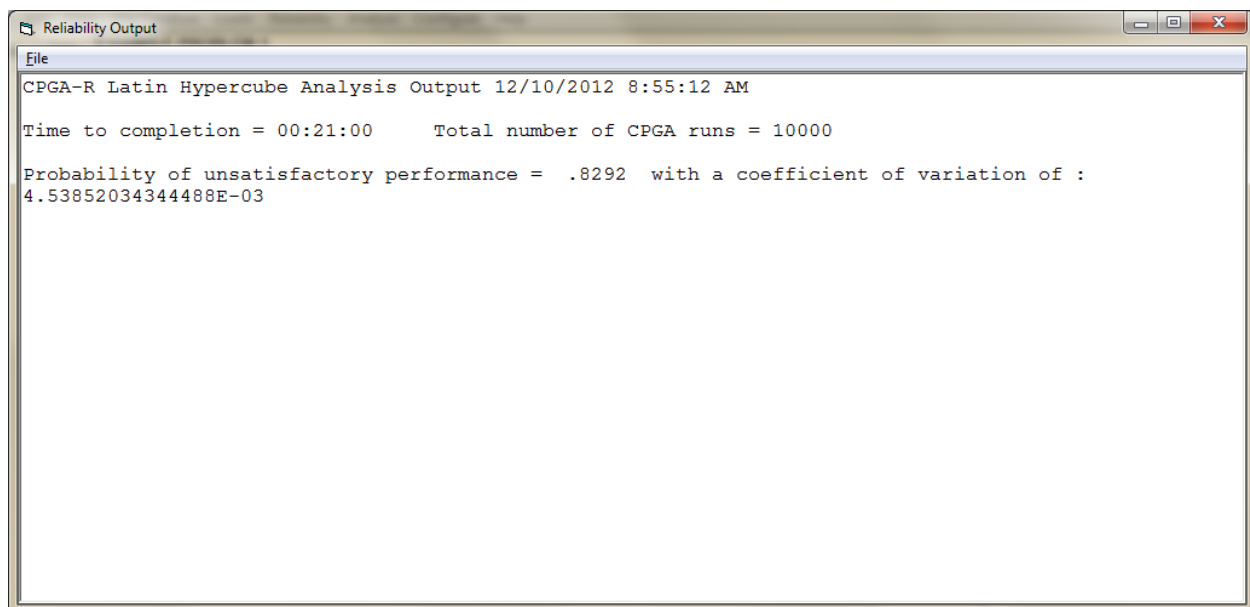 Reliability Output
File
CPGA-R Latin Hypercube Analysis Output 12/10/2012 8:55:12 AM
Time to completion = 00:21:00 Total number of CPGA runs = 10000
Probability of unsatisfactory performance = .8292 with a coefficient of variation of :
4.53852034344488E-03